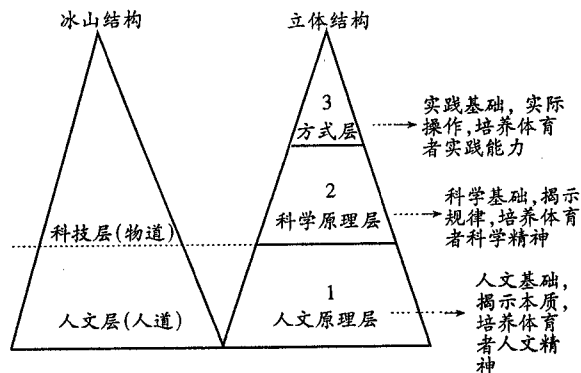 冰山结构
立体结构
3
方式层
实践基础，实际
操作，培养体育
者实践能力
2
科学原理层
科学基础，揭示
规律，培养体育
者科学精神
科技层(物道)
1
人文原理层
人文基础，
揭示本质，
培养体育
者人文精
神
人文层(人道)